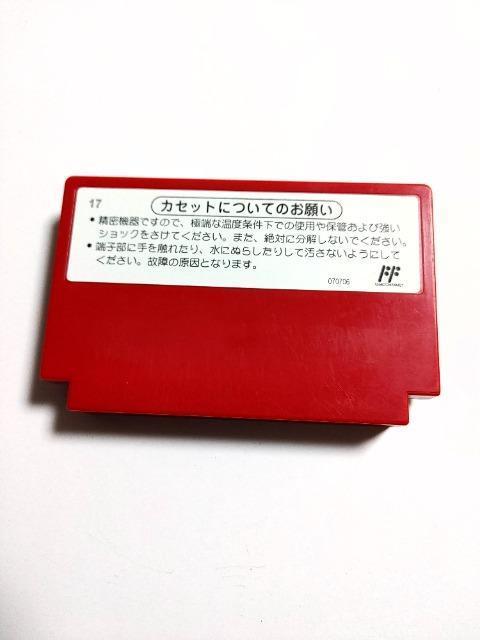 17
カセットについてのお願い
● 精密機器ですので、極端な温度条件下での使用や保管および強い
ショックをさけてください。また、絶対に分解しないでください。
● 端子部に手を触れたり、水にぬらしたりして汚さないようにして
ください。故障の原因となります。
070706
FF